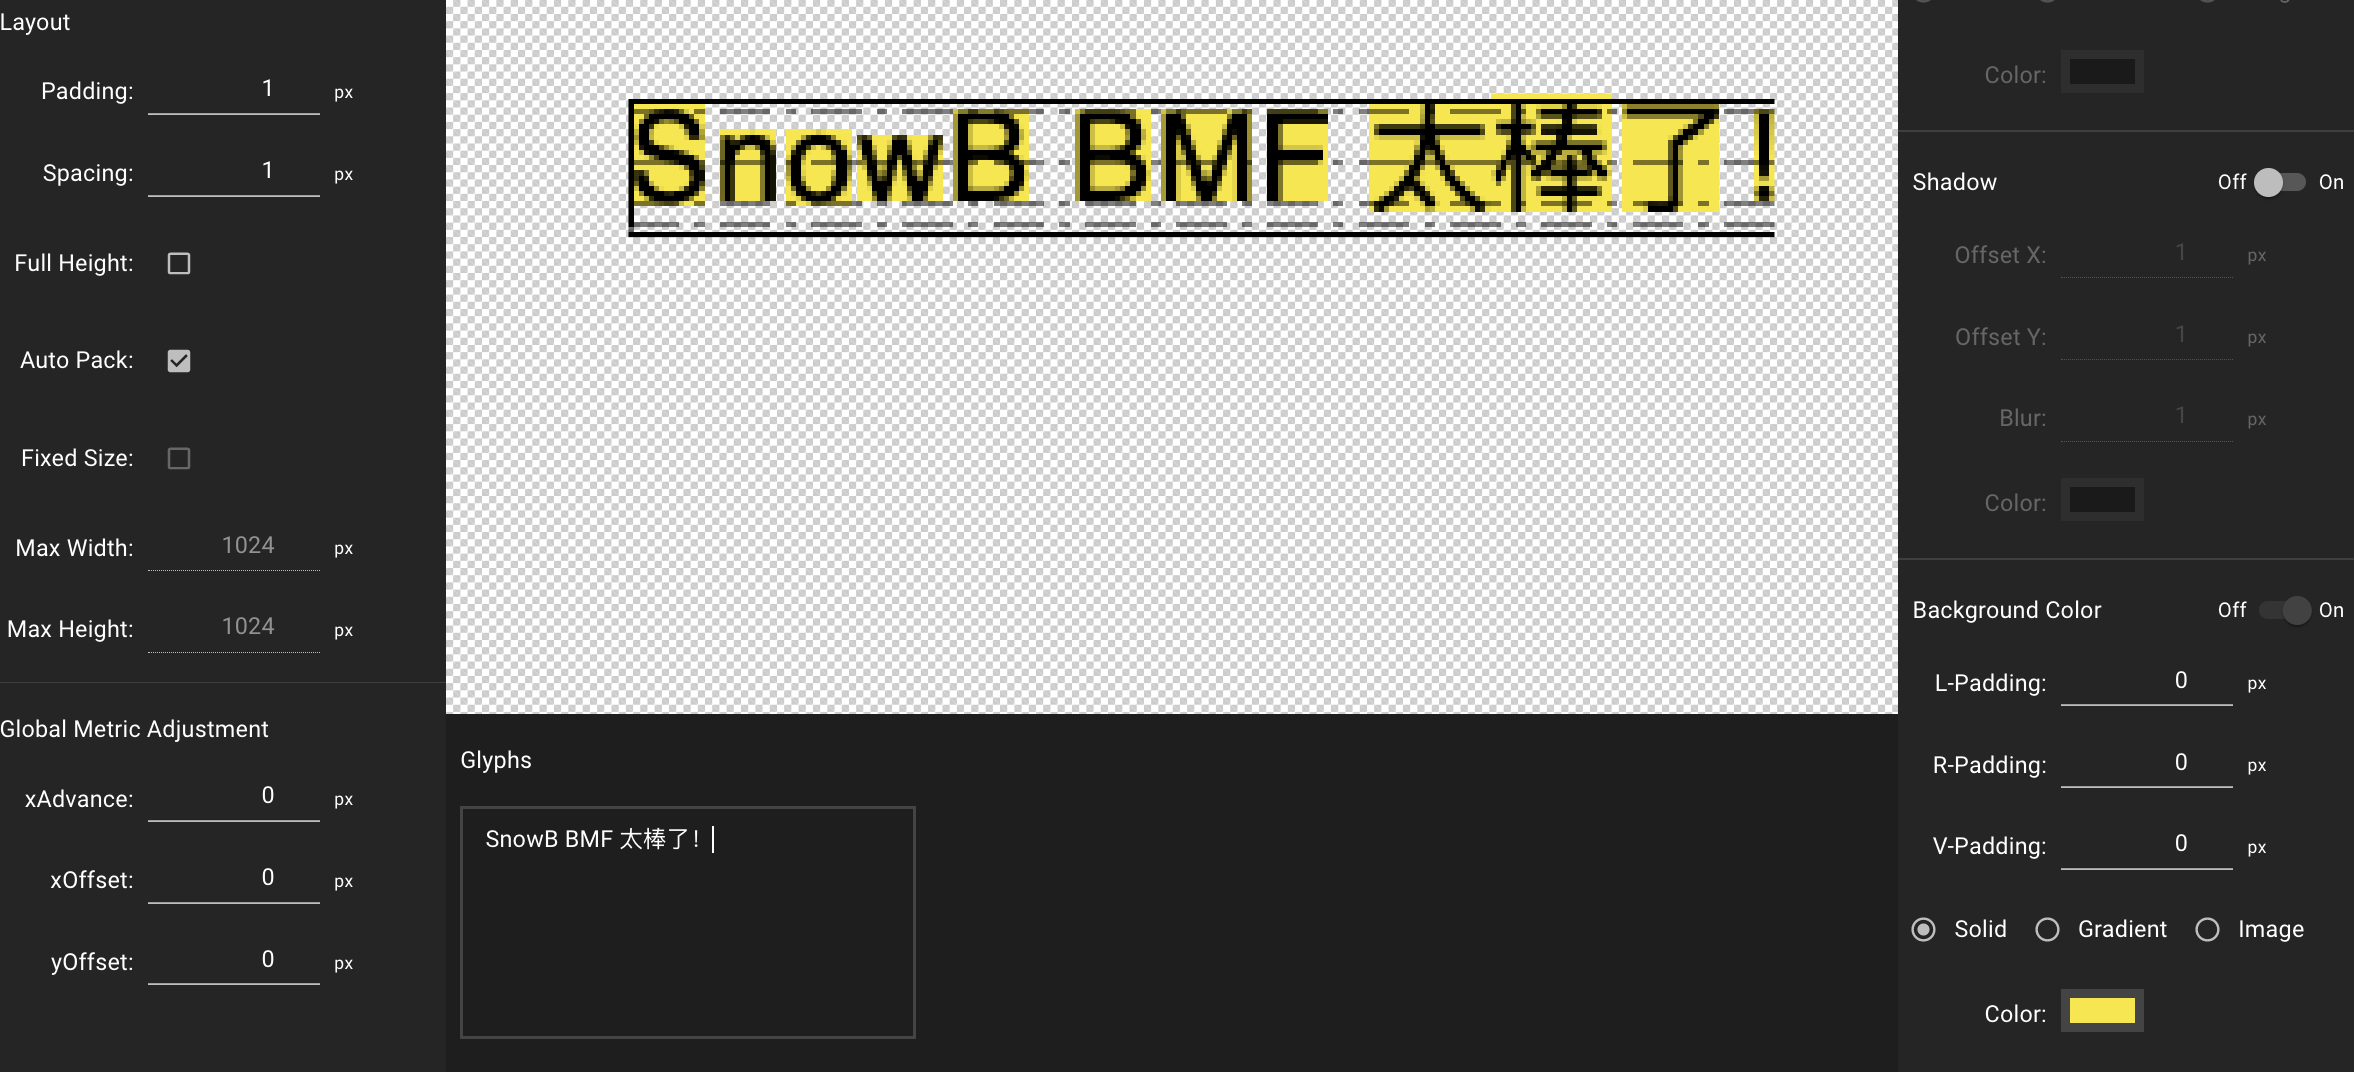 Layout
Padding: 1 px
Spacing: 1 px
Full Height:
Auto Pack:
Fixed Size:
Max Width: 1024 px
Max Height: 1024 px
Global Metric Adjustment
xAdvance: 0 px
xOffset: 0 px
yOffset: 0 px
SnowB BMF 太棒了!
Glyphs
SnowB BMF 太棒了!
Color:
Shadow Off On
Offset X: 1 px
Offset Y: 1 px
Blur: 1 px
Color:
Background Color Off On
L-Padding: 0 px
R-Padding: 0 px
V-Padding: 0 px
Solid Gradient Image
Color: